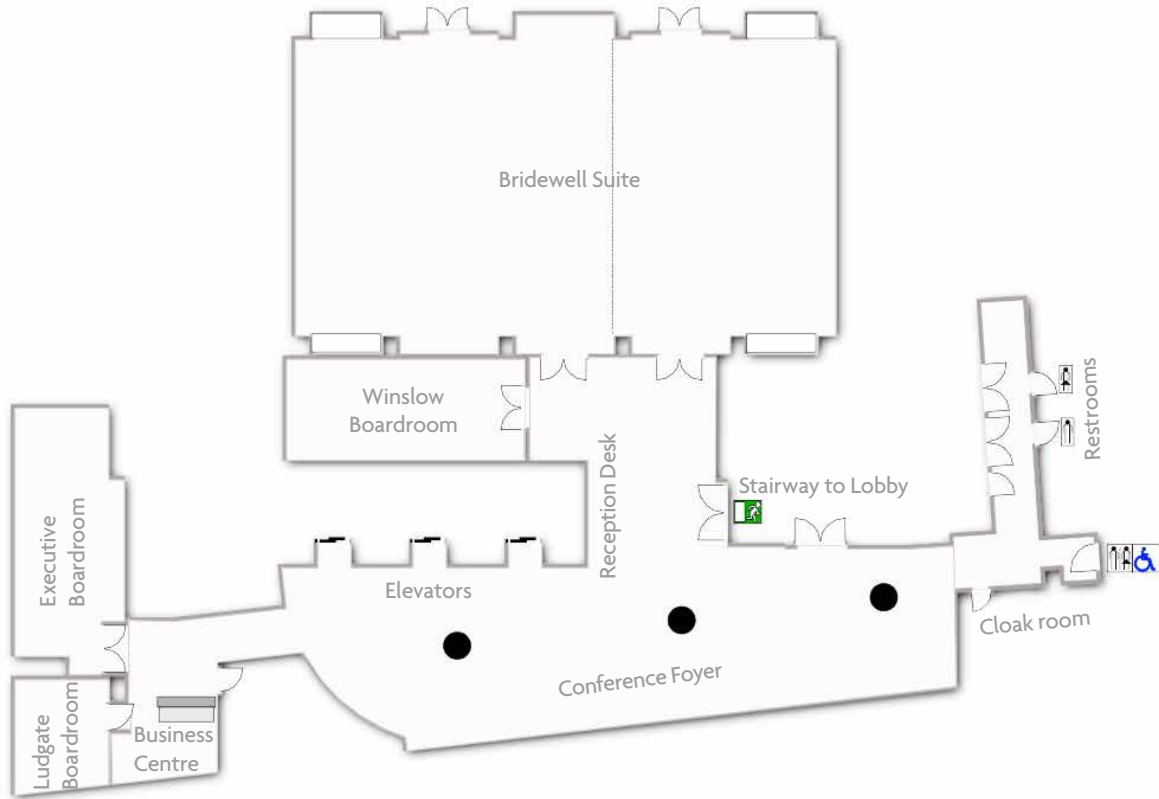 Bridewell Suite
Winslow
Boardroom
Reception Desk
Restrooms
Stairway to Lobby
Executive
Boardroom
Elevators
Cloak room
Conference Foyer
Ludgate
Boardroom
Business
Centre